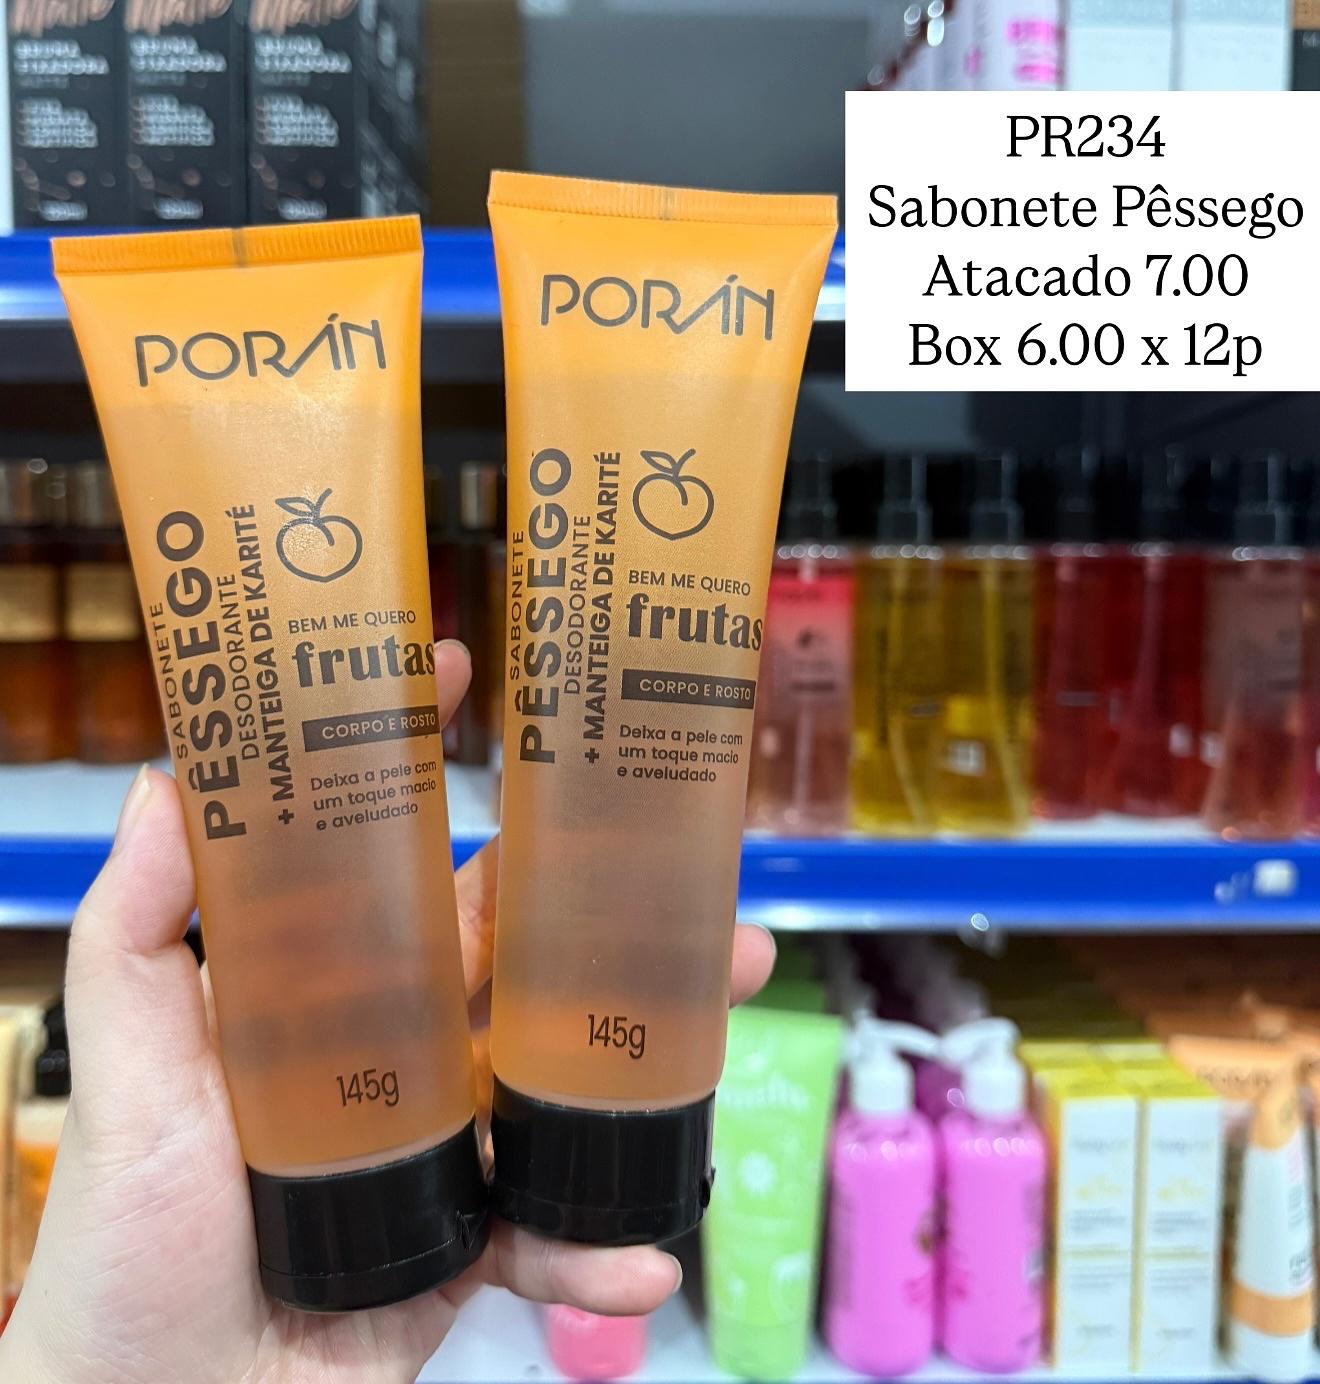 PR234
Sabonete Pêssego
Atacado 7.00
Box 6.00 x 12p
PORÁN
SABONETE
PÊSSEGO
DESODORANTE
+ MANTEIGA DE KARITÉ
BEM ME QUERO
frutas
CORPO E ROSTO
Deixa a pele com
um toque macio
e aveludado
145g
PORÁN
SABONETE
PÊSSEGO
DESODORANTE
+ MANTEIGA DE KARITÉ
BEM ME QUERO
frutas
CORPO E ROSTO
Deixa a pele com
um toque macio
e aveludado
145g